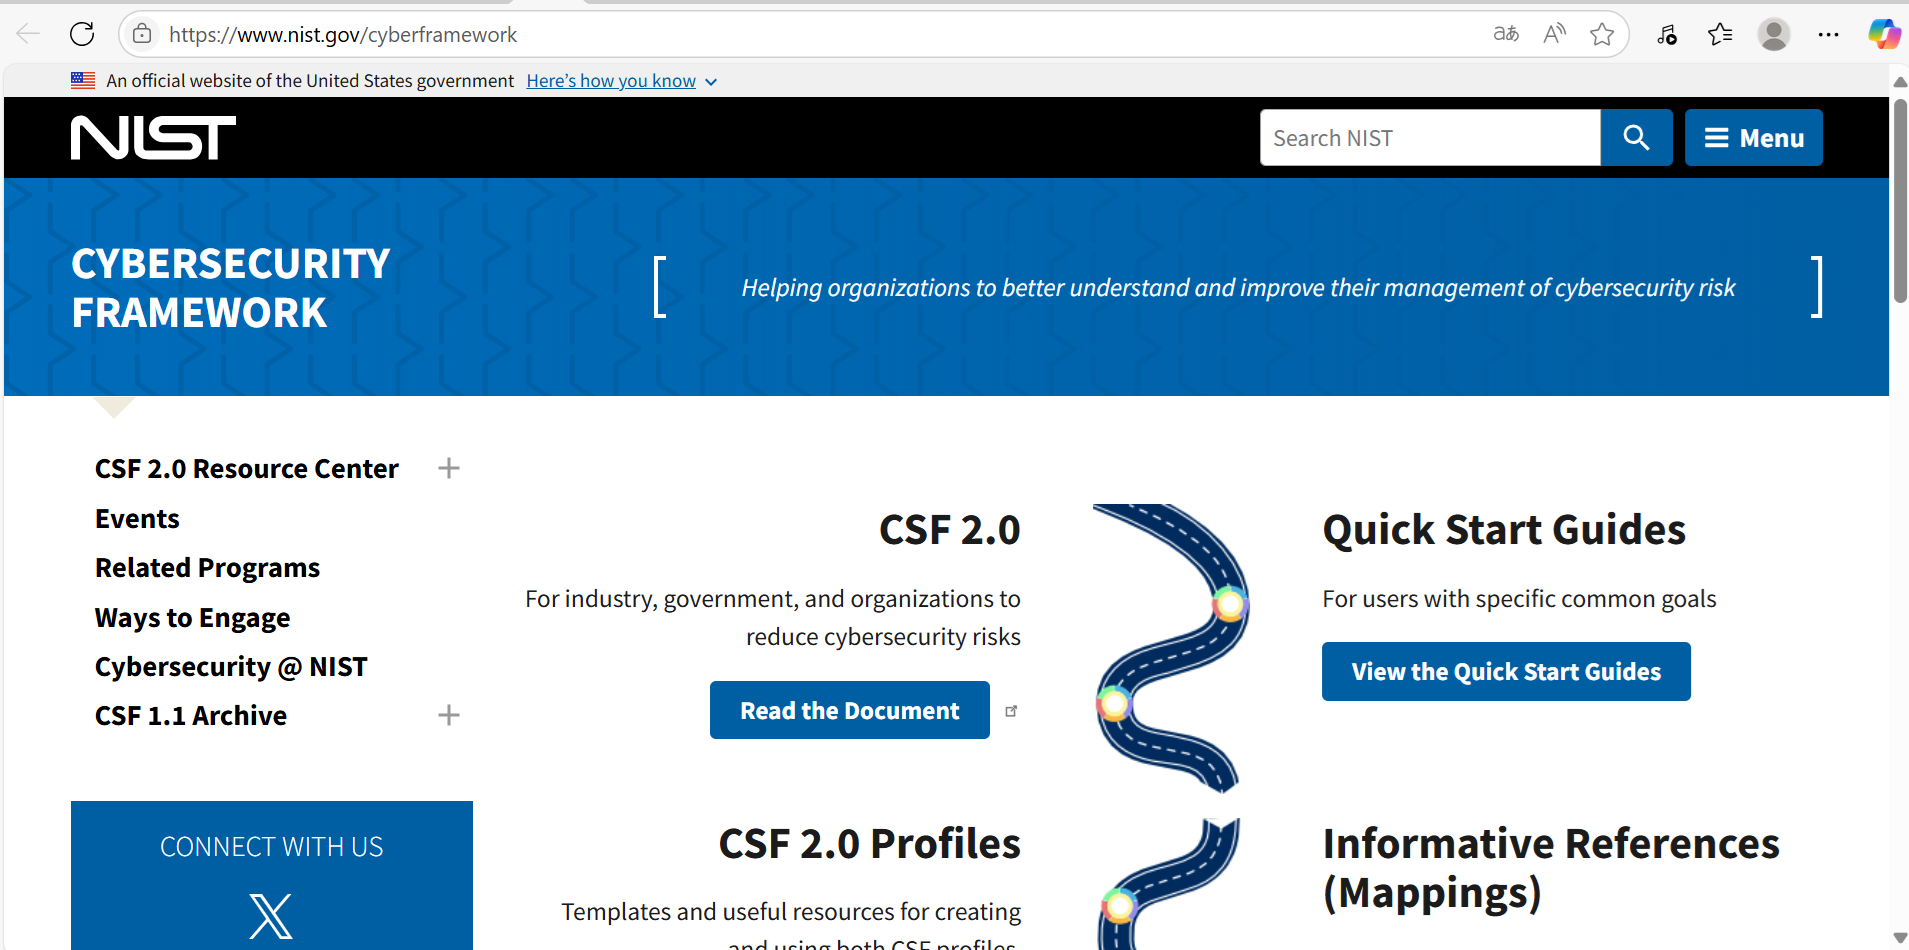 https://www.nist.gov/cyberframework
An official website of the United States government Here's how you know
NIST
Search NIST
Menu
CYBERSECURITY
FRAMEWORK
[ Helping organizations to better understand and improve their management of cybersecurity risk ]
CSF 2.0 Resource Center
Events
Related Programs
Ways to Engage
Cybersecurity @ NIST
CSF 1.1 Archive
CONNECT WITH US
CSF 2.0
For industry, government, and organizations to
reduce cybersecurity risks
Read the Document
Quick Start Guides
For users with specific common goals
View the Quick Start Guides
CSF 2.0 Profiles
Templates and useful resources for creating
and using both CSF profiles.
Informative References
(Mappings)